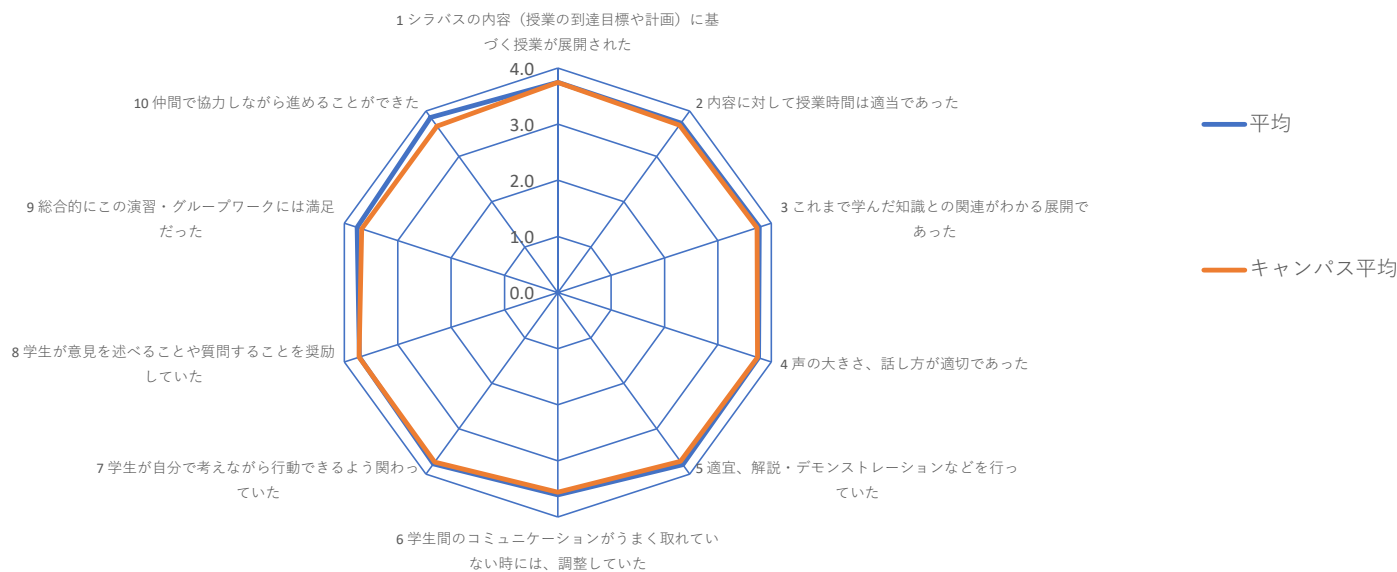 1 シラバスの内容（授業の到達目標や計画）に基
づく授業が展開された
2 内容に対して授業時間は適当であった
3 これまで学んだ知識との関連がわかる展開で
あった
4 声の大きさ、話し方が適切であった
5 適宜、解説・デモンストレーションなどを行っ
ていた
6 学生間のコミュニケーションがうまく取れてい
ない時には、調整していた
7 学生が自分で考えながら行動できるよう関わっ
ていた
8 学生が意見を述べることや質問することを奨励
していた
9 総合的にこの演習・グループワークには満足
だった
10 仲間で協力しながら進めることができた
4.0
3.0
2.0
1.0
0.0
平均
キャンパス平均